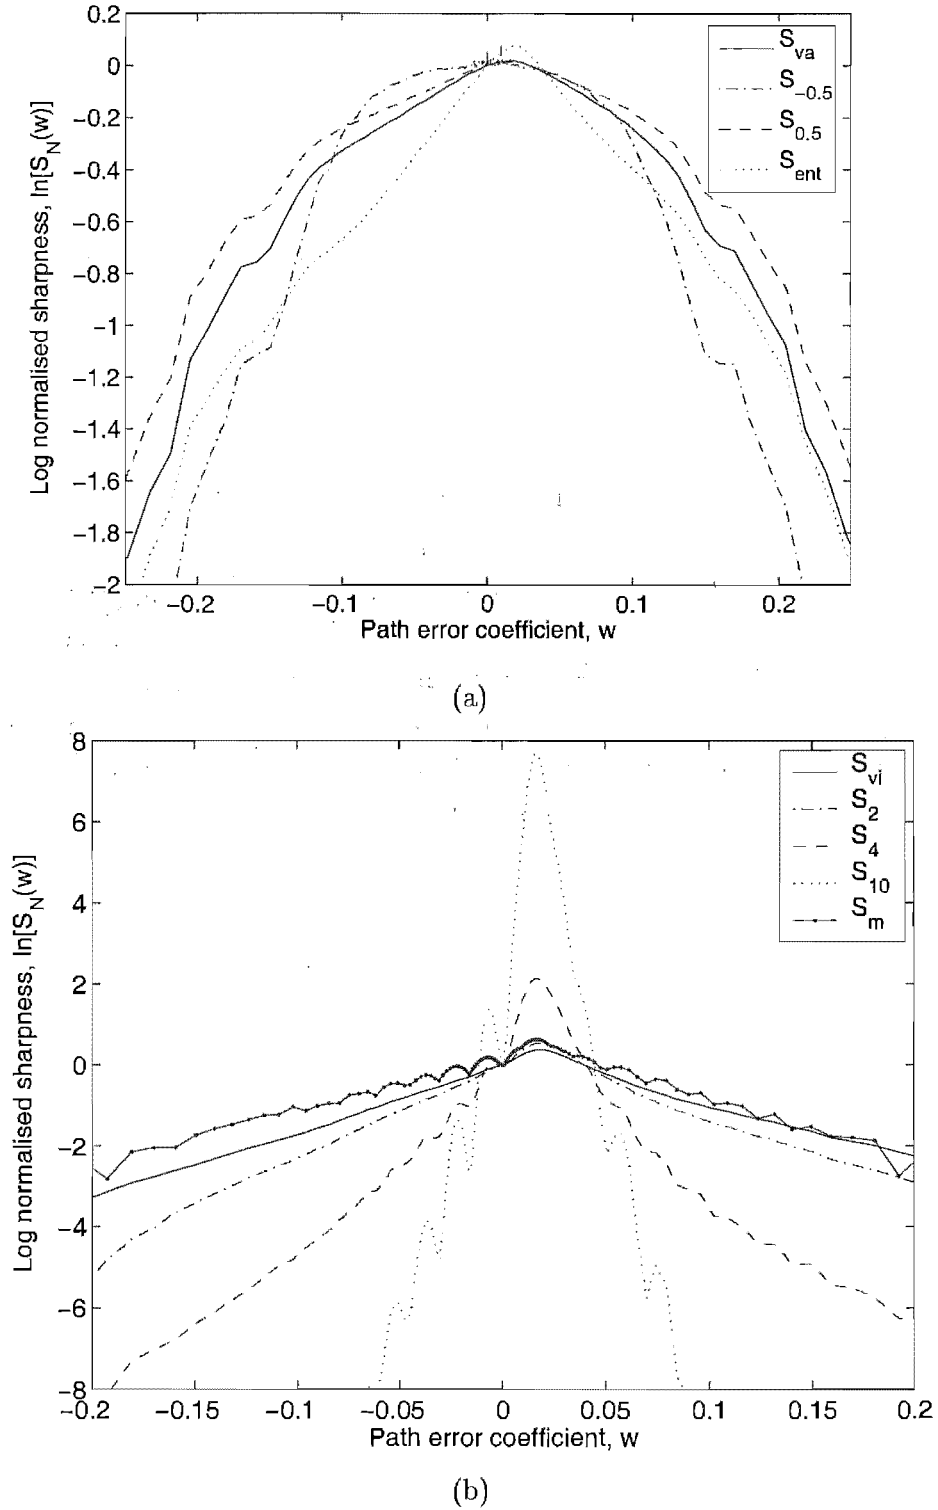 0.2
0
−0.2
−0.4
−0.6
−0.8
−1
−1.2
−1.4
−1.6
−1.8
−2
Log normalised sharpness, ln[S_N(w)]
S_va
S_−0.5
S_0.5
S_ent
−0.2 −0.1 0 0.1 0.2
Path error coefficient, w
(a)
8
6
4
2
0
−2
−4
−6
−8
Log normalised sharpness, ln[S_N(w)]
S_vi
S_2
S_4
S_10
S_m
−0.2 −0.15 −0.1 −0.05 0 0.05 0.1 0.15 0.2
Path error coefficient, w
(b)